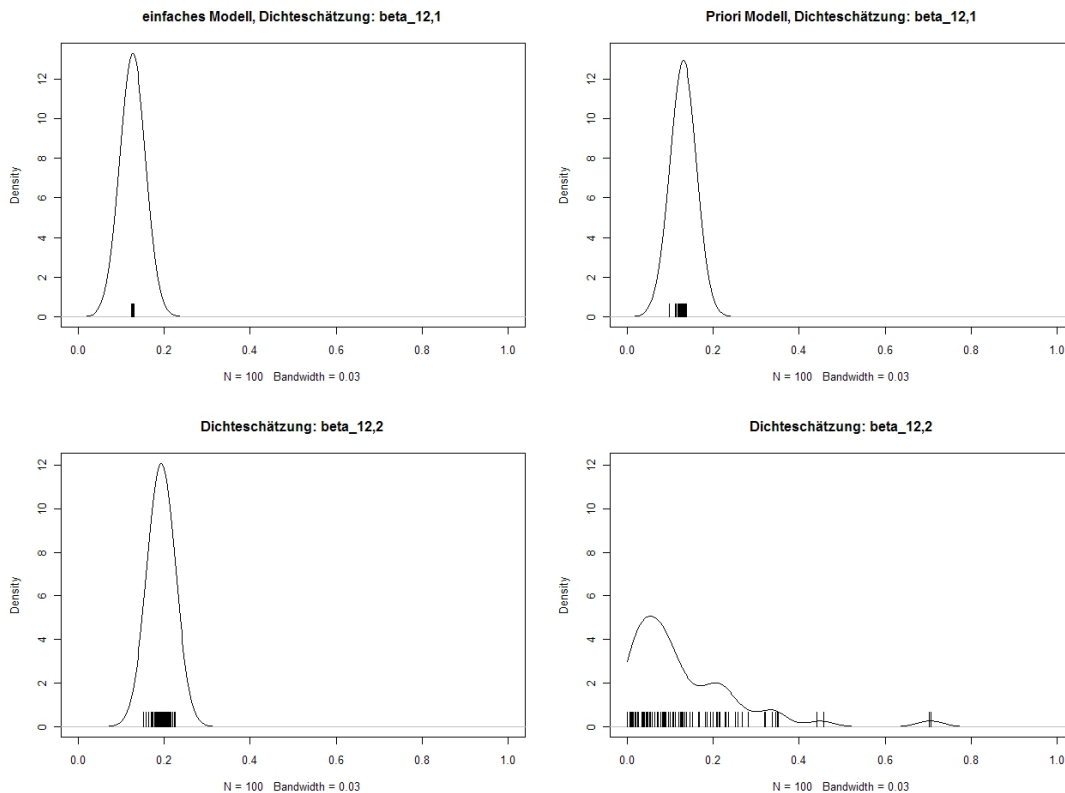 einfaches Modell, Dichteschätzung: beta_12,1
Density
0 2 4 6 8 10 12
0.0 0.2 0.4 0.6 0.8 1.0
N = 100 Bandwidth = 0.03
Priori Modell, Dichteschätzung: beta_12,1
Density
0 2 4 6 8 10 12
0.0 0.2 0.4 0.6 0.8 1.0
N = 100 Bandwidth = 0.03
Dichteschätzung: beta_12,2
Density
0 2 4 6 8 10 12
0.0 0.2 0.4 0.6 0.8 1.0
N = 100 Bandwidth = 0.03
Dichteschätzung: beta_12,2
Density
0 2 4 6 8 10 12
0.0 0.2 0.4 0.6 0.8 1.0
N = 100 Bandwidth = 0.03